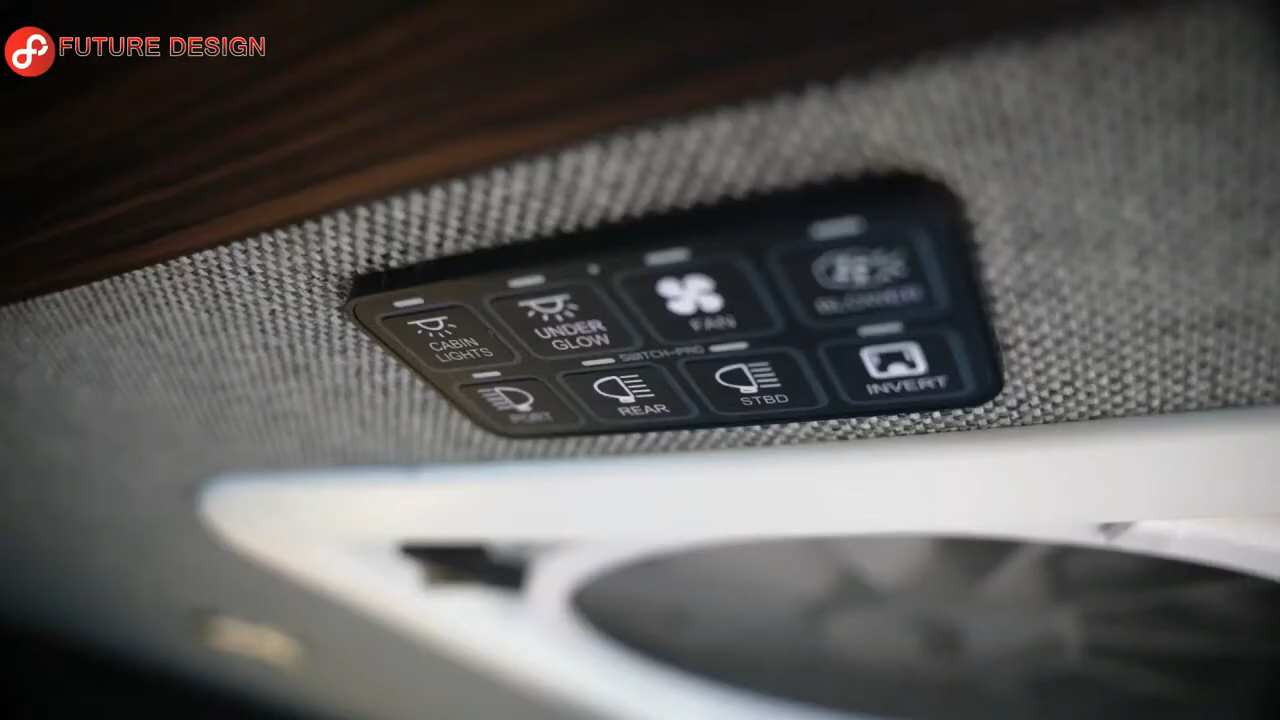 FUTURE DESIGN
CABIN
LIGHTS
UNDER
GLOW
FAN
BLOWER
SWITCH-PRO
PORT
REAR
STBD
INVERT